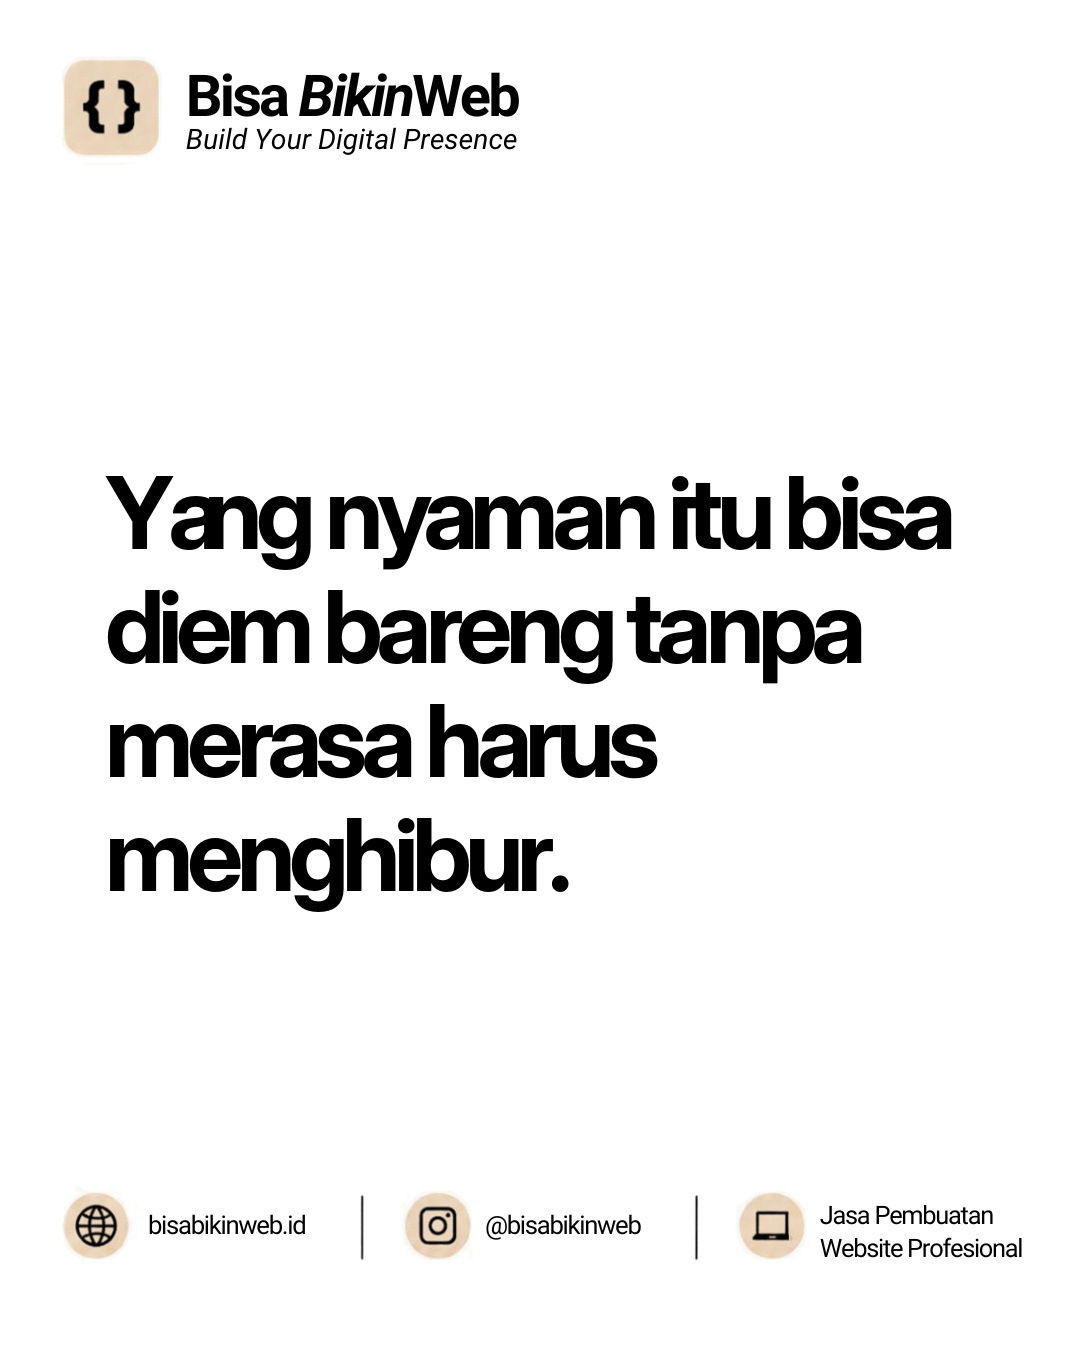 Bisa BikinWeb
Build Your Digital Presence
Yang nyaman itu bisa
diem bareng tanpa
merasa harus
menghibur.
bisabikinweb.id
@bisabikinweb
Jasa Pembuatan
Website Profesional